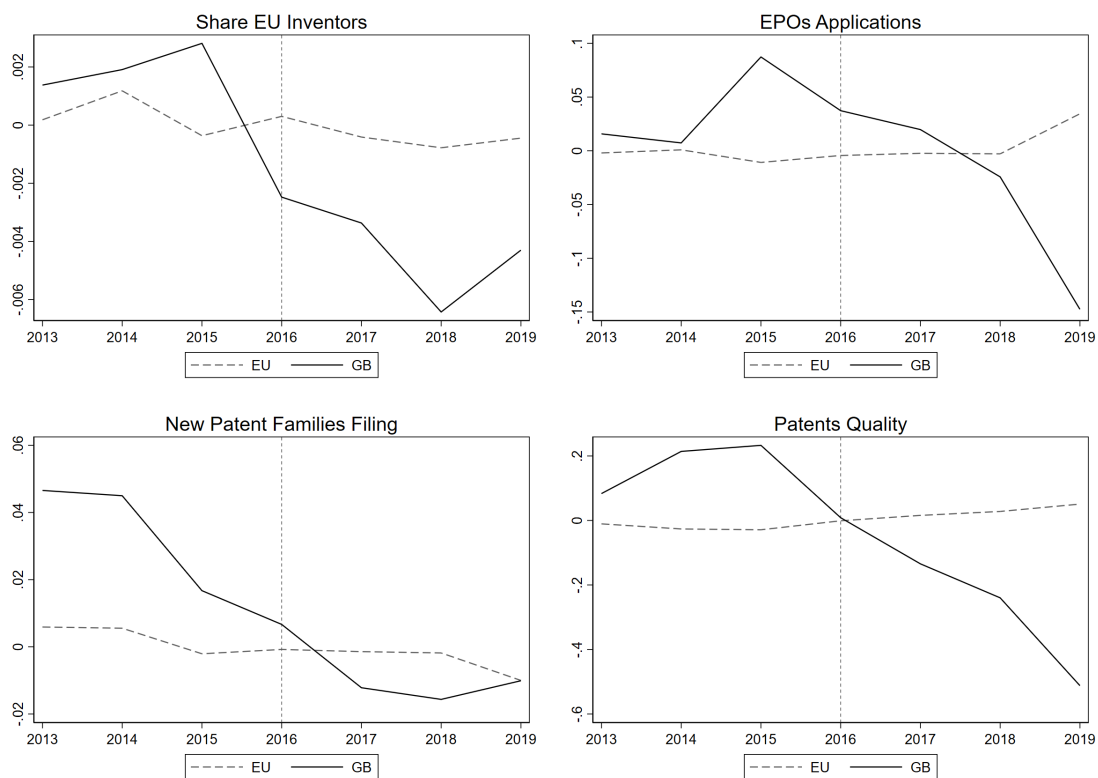 Share EU Inventors
.002
0
-.002
-.004
-.006
2013 2014 2015 2016 2017 2018 2019
EU GB
EPOs Applications
.1
.05
0
-.05
-.1
-.15
2013 2014 2015 2016 2017 2018 2019
EU GB
New Patent Families Filing
.06
.04
.02
0
-.02
2013 2014 2015 2016 2017 2018 2019
EU GB
Patents Quality
.2
0
-.2
-.4
-.6
2013 2014 2015 2016 2017 2018 2019
EU GB